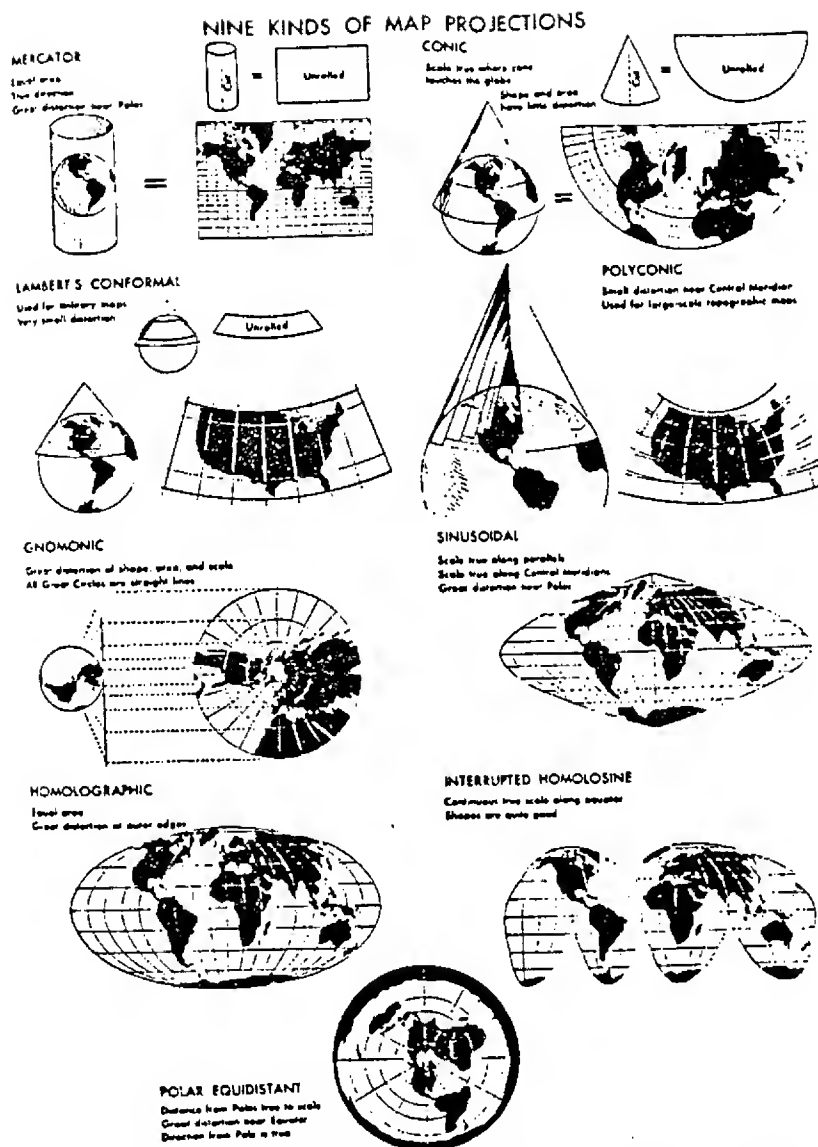 NINE KINDS OF MAP PROJECTIONS
MERCATOR
Equal area
True direction
Great distortion near Poles
=
Unrolled
=
CONIC
Scale true where cone
touches the globe
Shape and area
have little distortion
=
Unrolled
=
LAMBERT'S CONFORMAL
Used for military maps
Very small distortion
Unrolled
POLYCONIC
Small distortion near Central Meridian
Used for large-scale topographic maps
GNOMONIC
Great distortion of shape, area, and scale
All Great Circles are straight lines
SINUSOIDAL
Scale true along parallels
Scale true along Central Meridians
Great distortion near Poles
HOMOLOGRAPHIC
Equal area
Great distortion at outer edges
INTERRUPTED HOMOLOSINE
Continuous true scale along equator
Shapes are quite good
POLAR EQUIDISTANT
Distance from Poles true to scale
Great distortion near Equator
Direction from Pole is true